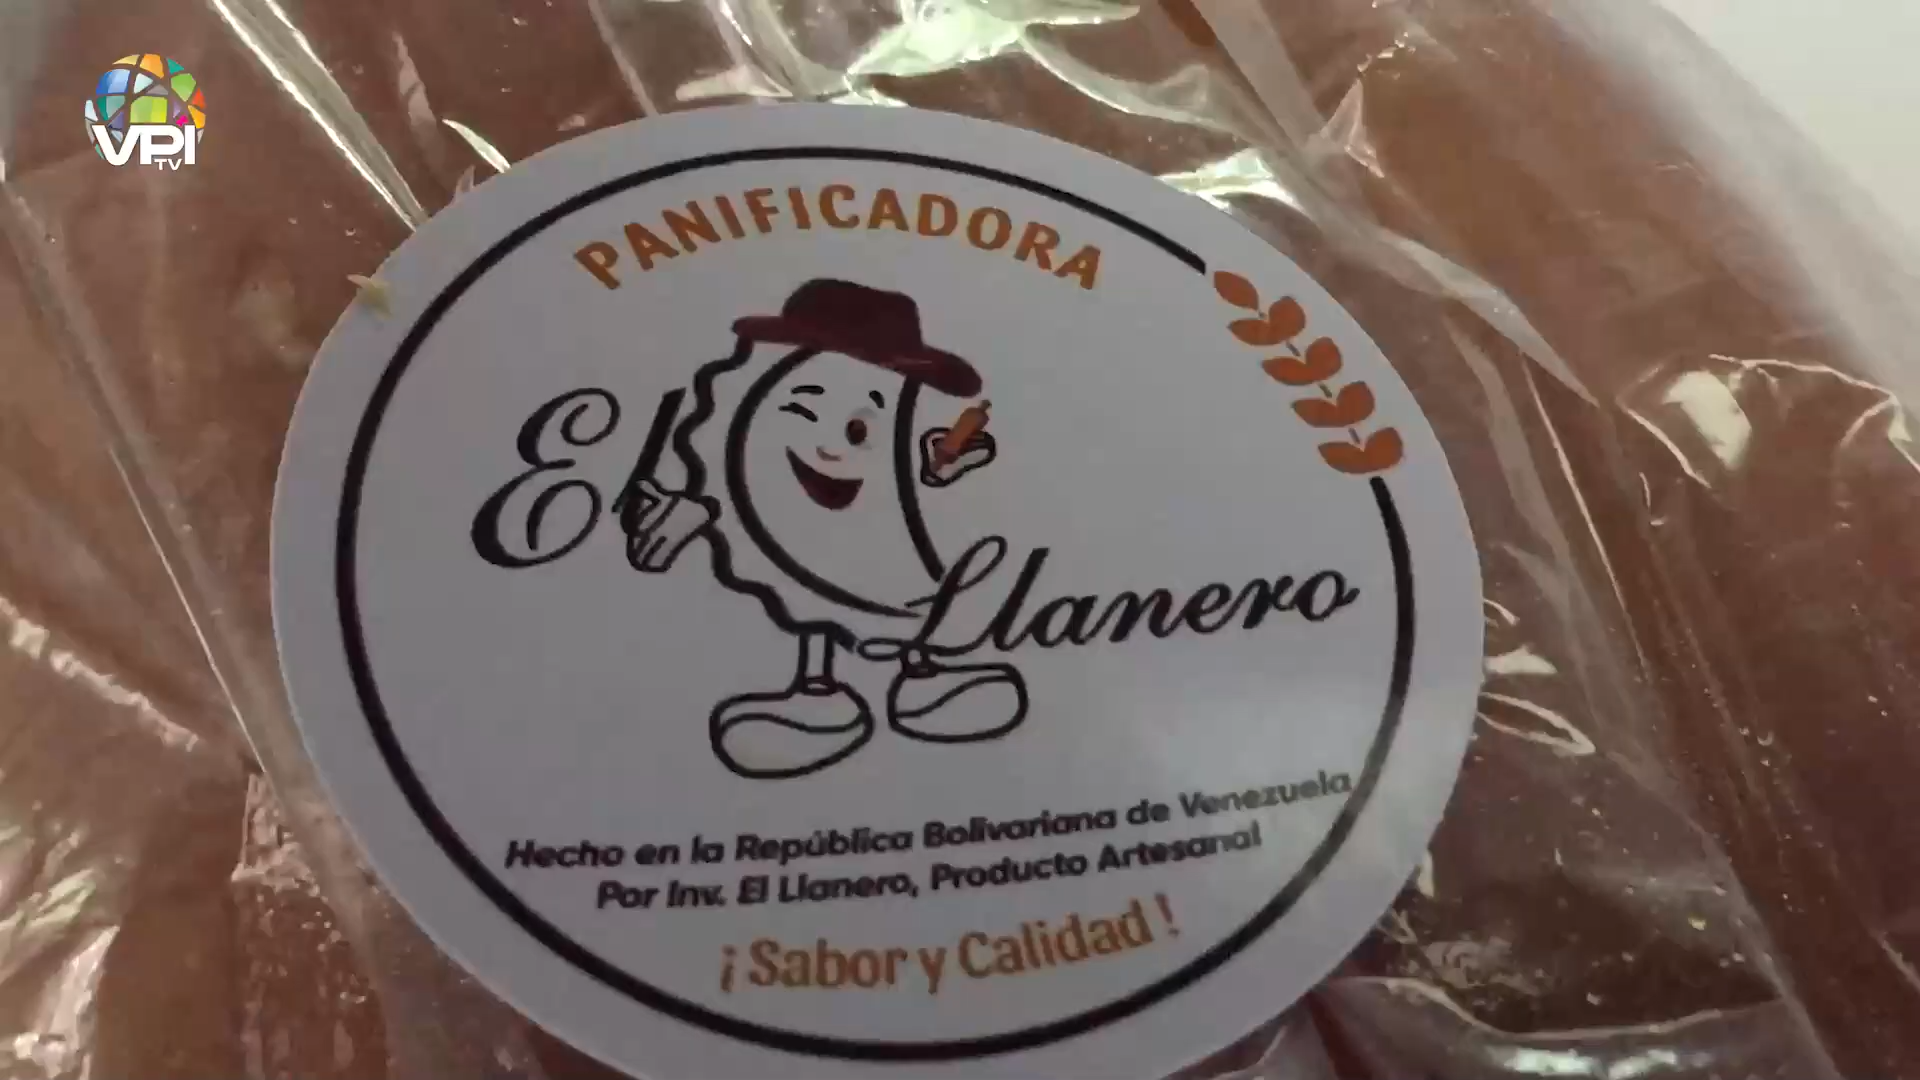 VPI
TV
PANIFICADORA
El Llanero
Hecho en la República Bolivariana de Venezuela
Por Inv. El Llanero, Producto Artesanal
¡Sabor y Calidad!